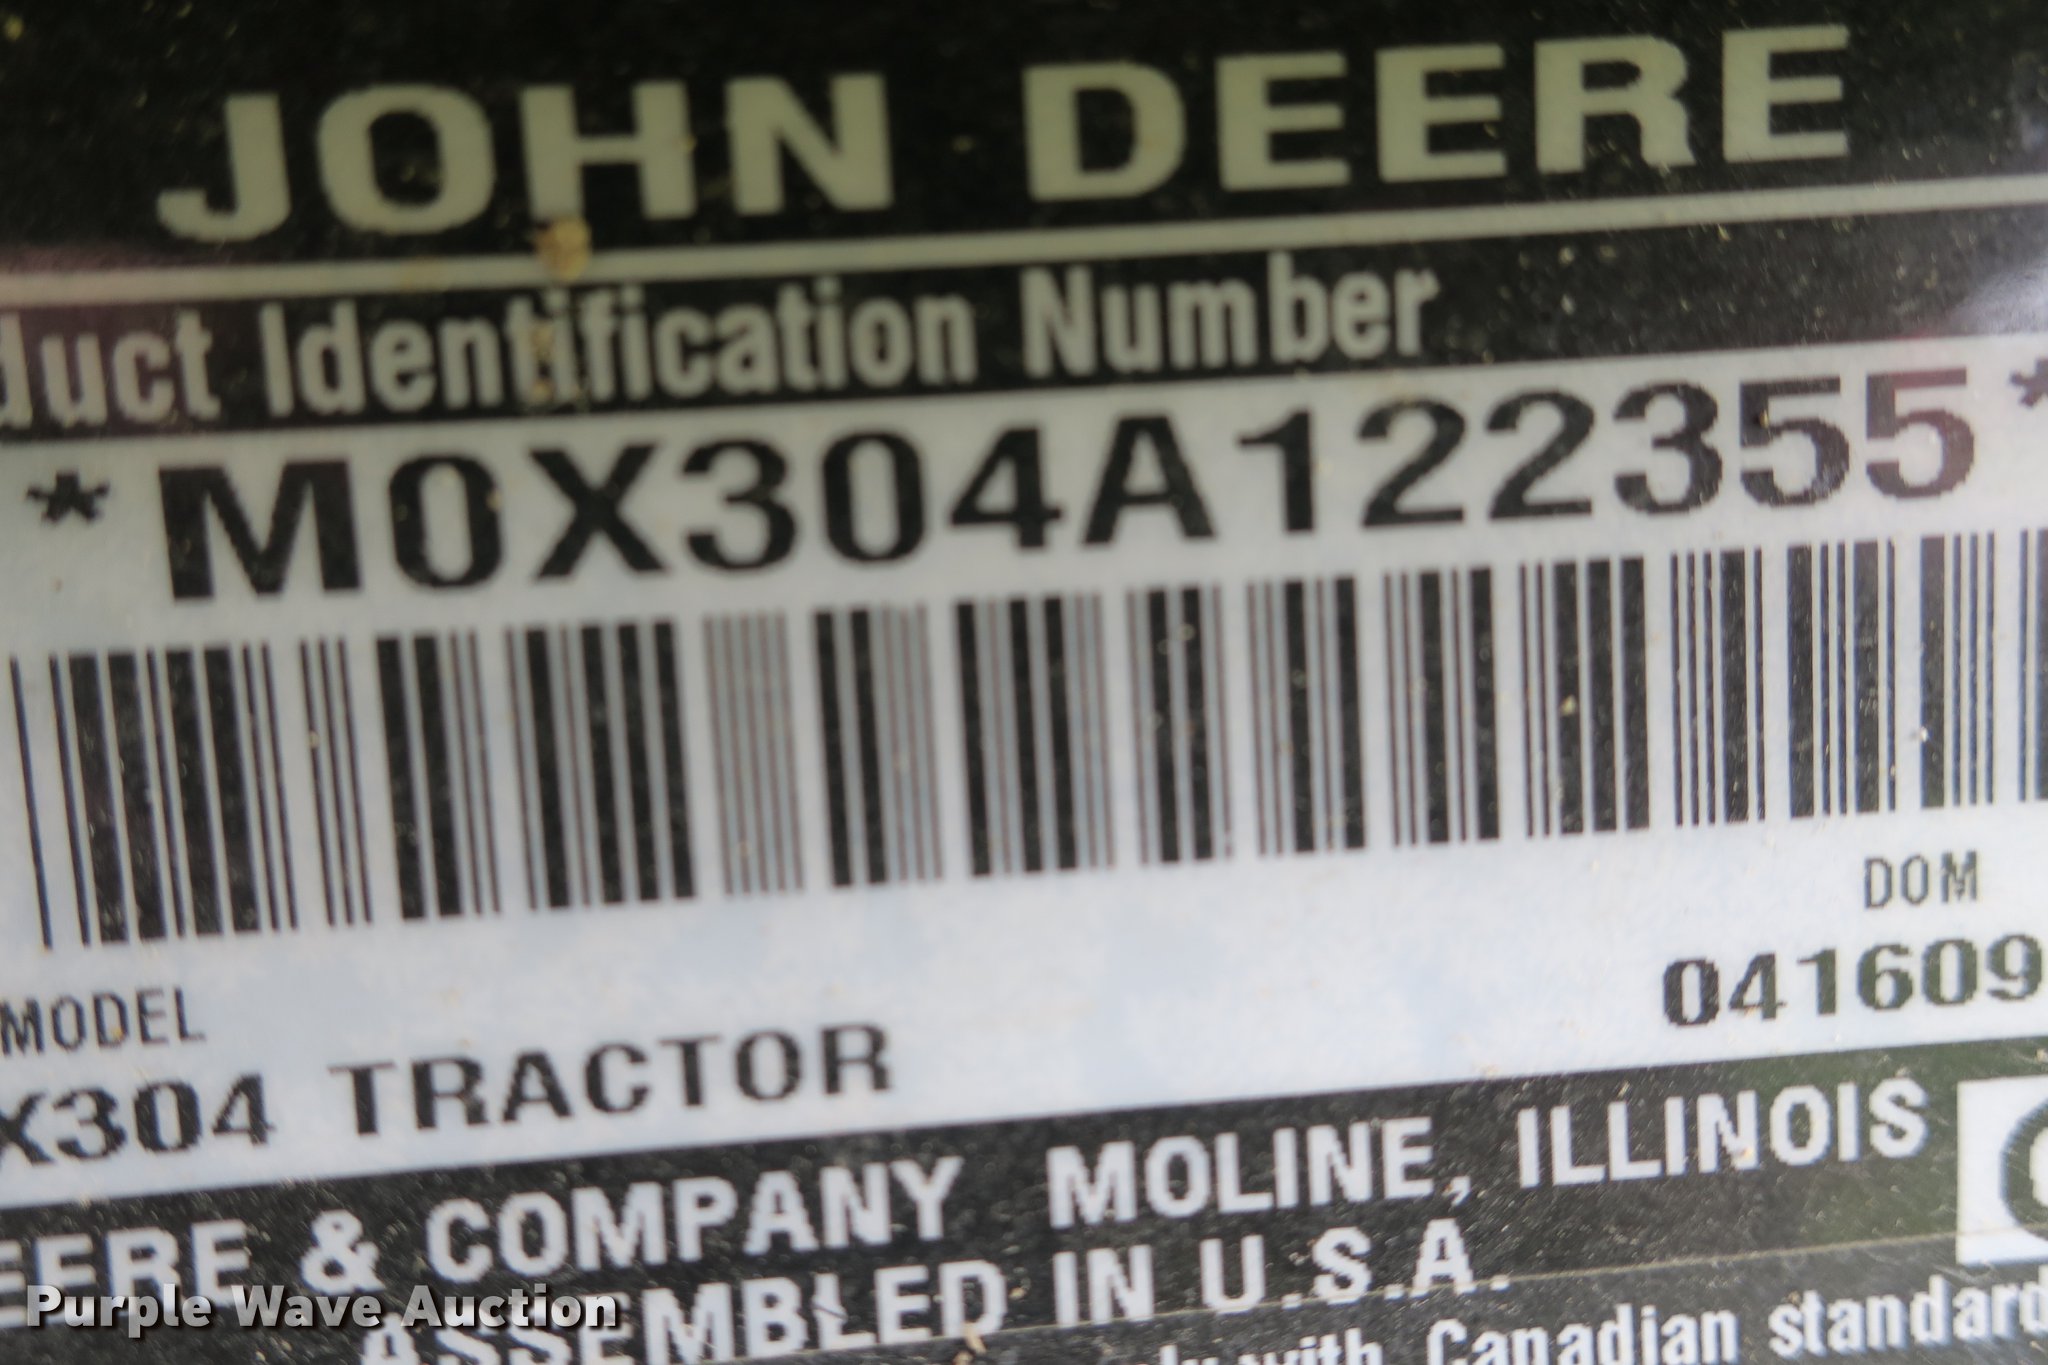 JOHN DEERE
duct Identification Number
*M0X304A122355*
DOM
041609
MODEL
X304 TRACTOR
EERE & COMPANY MOLINE, ILLINOIS
ASSEMBLED IN U.S.A.
with Canadian standard
Purple Wave Auction